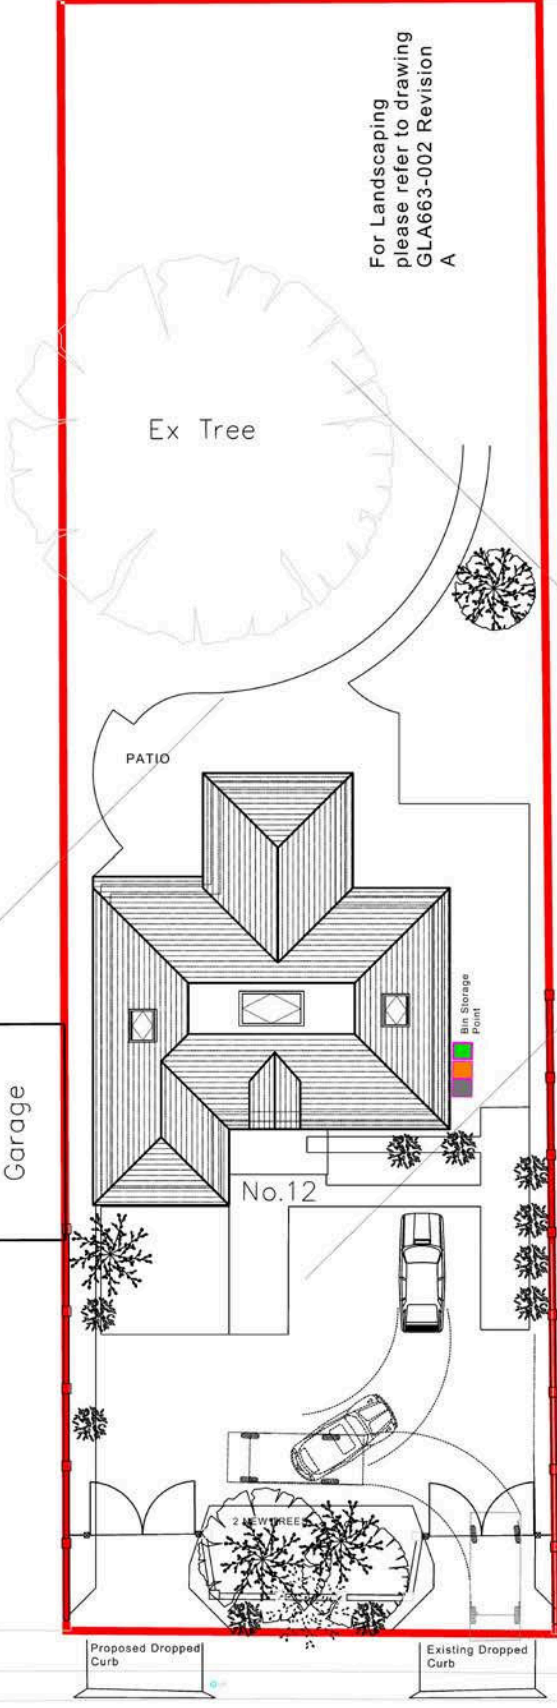 For Landscaping
please refer to drawing
GLA663-002 Revision
A
Ex Tree
PATIO
Bin Storage
Point
Garage
No.12
2 NEW TREES
Proposed Dropped
Curb
Existing Dropped
Curb